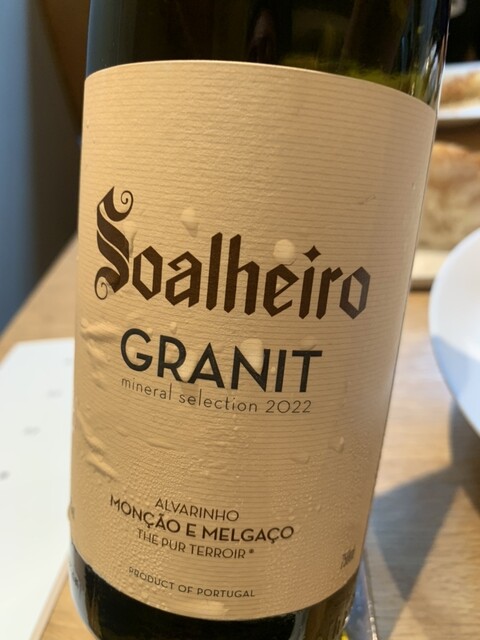 Soalheiro
GRANIT
mineral selection 2022
ALVARINHO
MONÇÃO E MELGAÇO
THE PUR TERROIR®
PRODUCT OF PORTUGAL